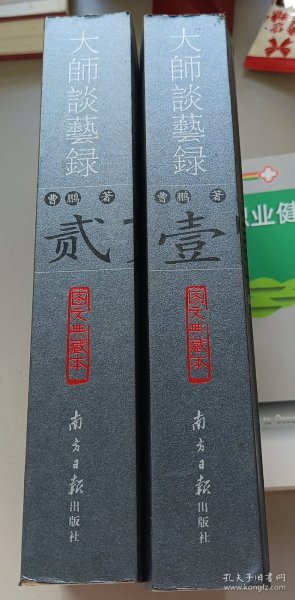 大師談藝録
曹鹏著
贰
图文典藏本
南方日报出版社
大師談藝録
曹鹏著
壹
图文典藏本
南方日报出版社
业健
孔夫子旧书网